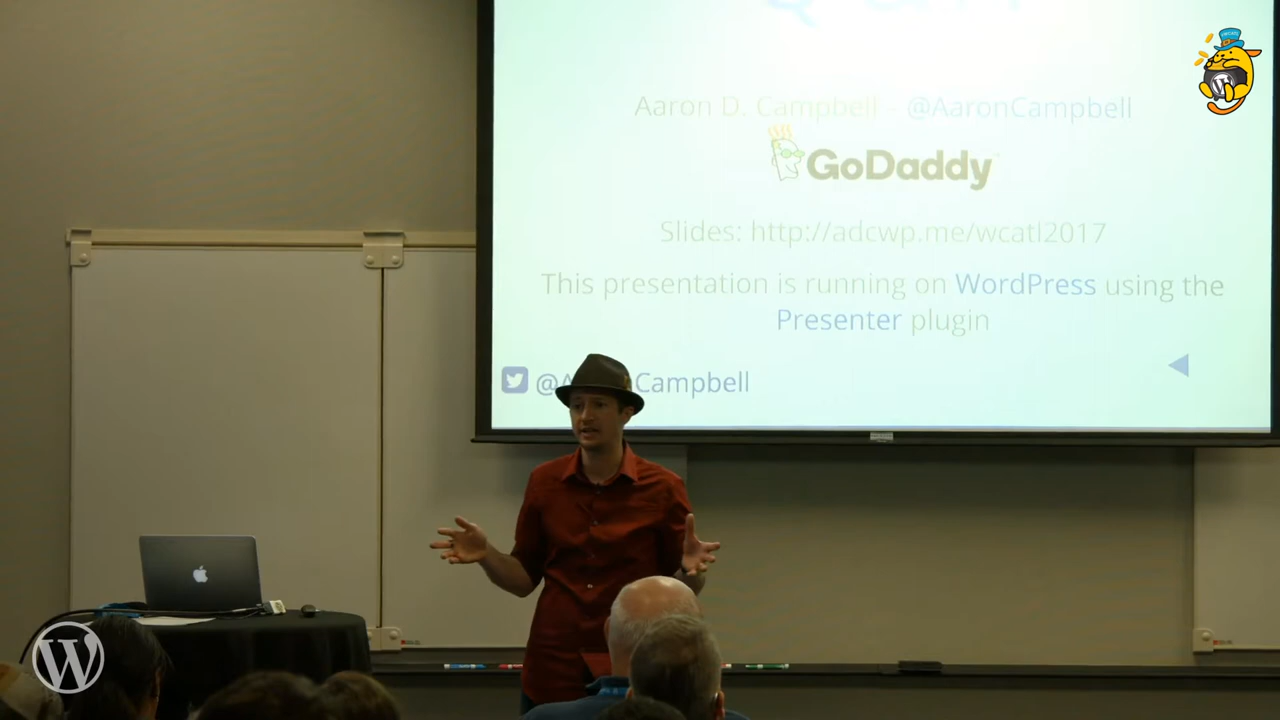 Aaron D. Campbell - @AaronCampbell
GoDaddy
Slides: http://adcwp.me/wcatl2017
This presentation is running on WordPress using the
Presenter plugin
Campbell